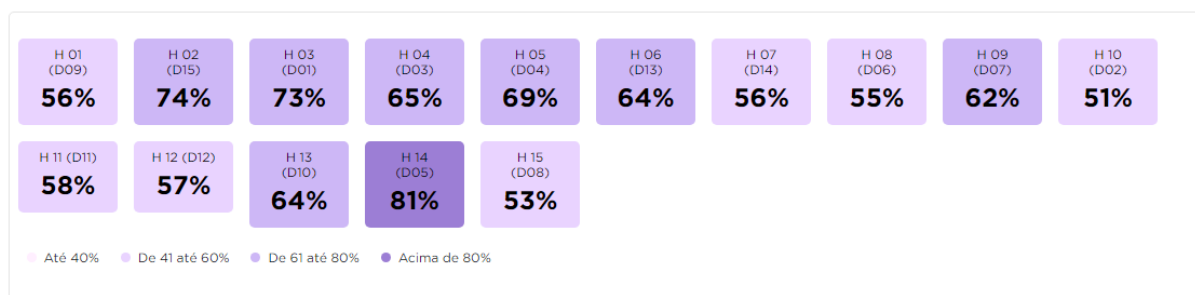 H 01 (D09) 56%
H 02 (D15) 74%
H 03 (D01) 73%
H 04 (D03) 65%
H 05 (D04) 69%
H 06 (D13) 64%
H 07 (D14) 56%
H 08 (D06) 55%
H 09 (D07) 62%
H 10 (D02) 51%
H 11 (D11) 58%
H 12 (D12) 57%
H 13 (D10) 64%
H 14 (D05) 81%
H 15 (D08) 53%
Até 40% De 41 até 60% De 61 até 80% Acima de 80%